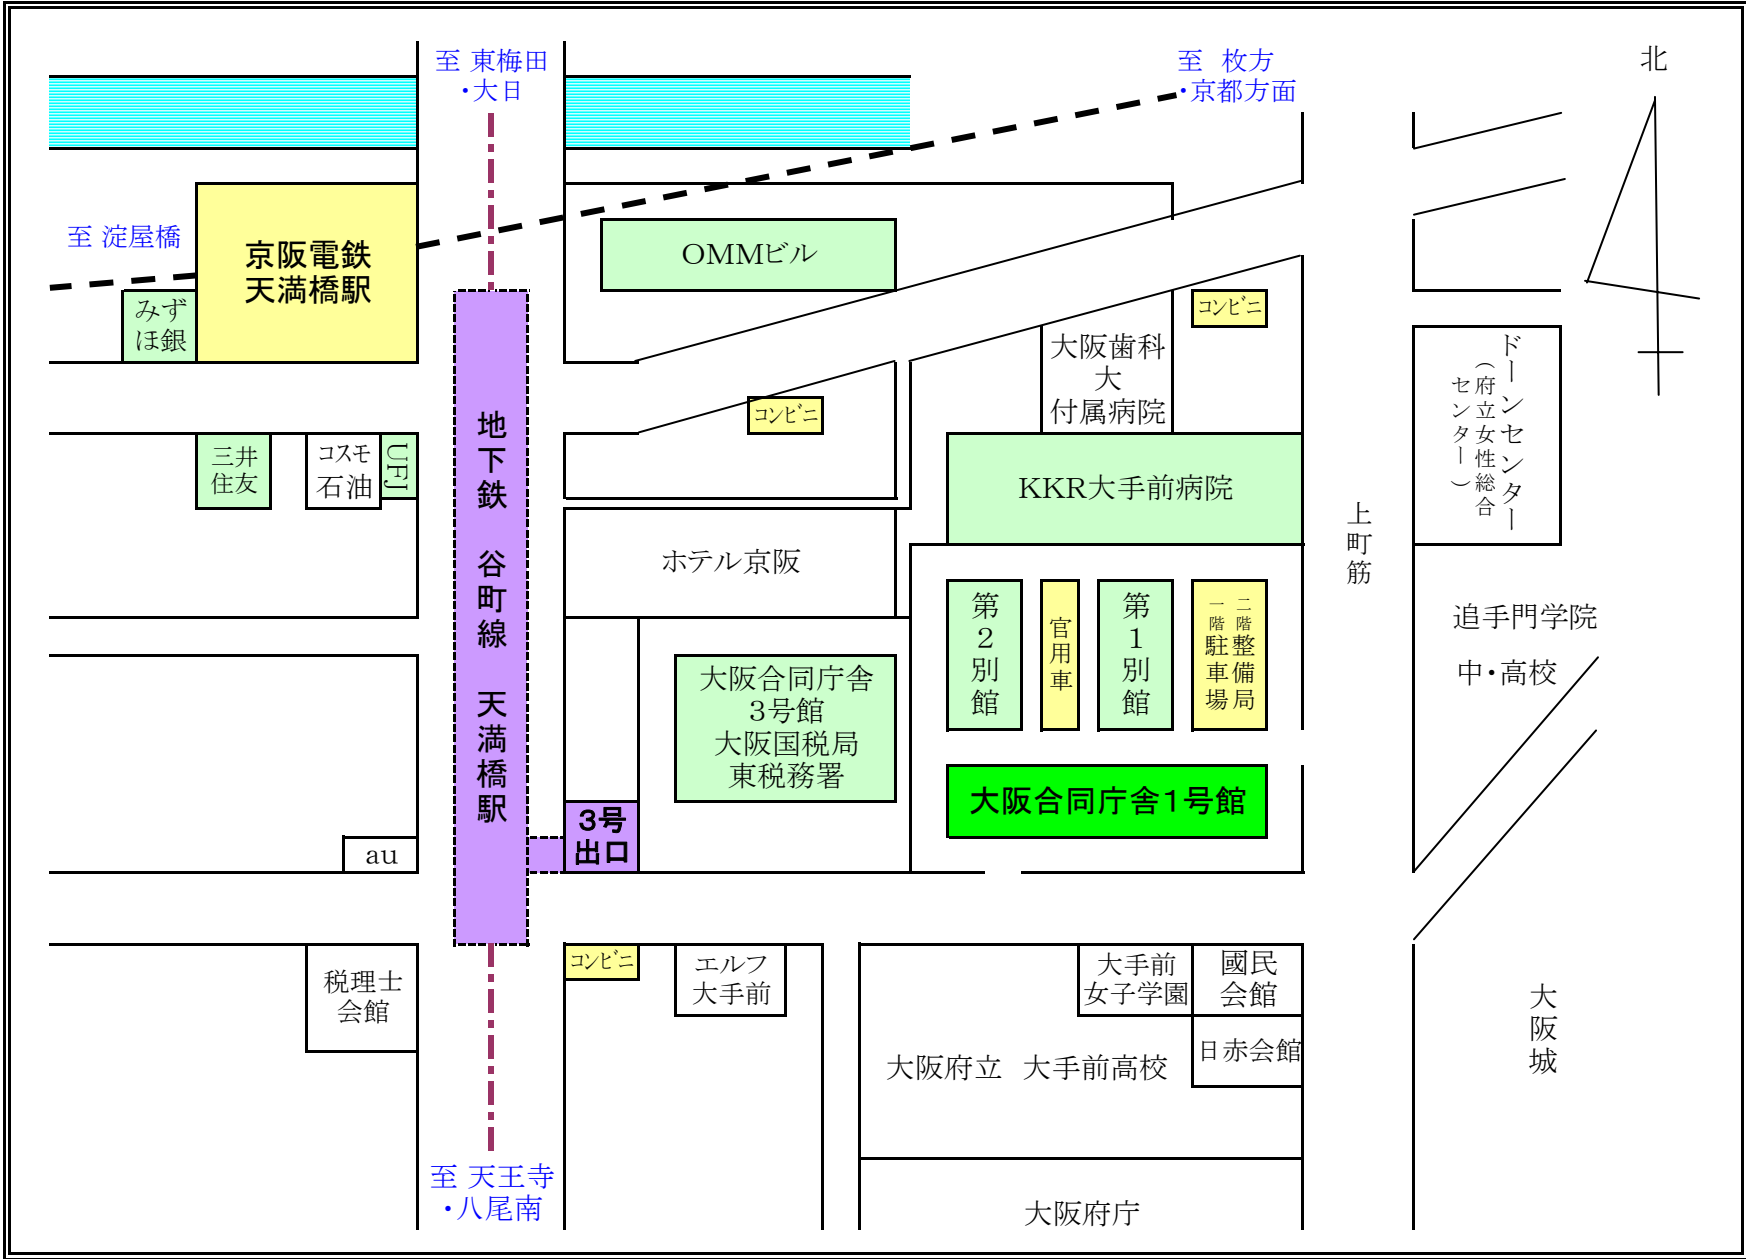 至 東梅田
・大日
至 枚方
・京都方面
北
至 淀屋橋
京阪電鉄
天満橋駅
OMMビル
みず
ほ銀
コンビニ
大阪歯科
大
付属病院
ドーンセンター
（府立女性総合
センター）
コンビニ
三井
住友
コスモ
石油
UFJ
地下鉄 谷町線 天満橋駅
KKR大手前病院
上町筋
ホテル京阪
第2別館
官用車
第1別館
二階整備局
一階駐車場
追手門学院
中・高校
大阪合同庁舎
3号館
大阪国税局
東税務署
大阪合同庁舎1号館
3号
出口
au
税理士
会館
コンビニ
エルフ
大手前
大手前
女子学園
國民
会館
日赤会館
大阪府立 大手前高校
大阪城
至 天王寺
・八尾南
大阪府庁